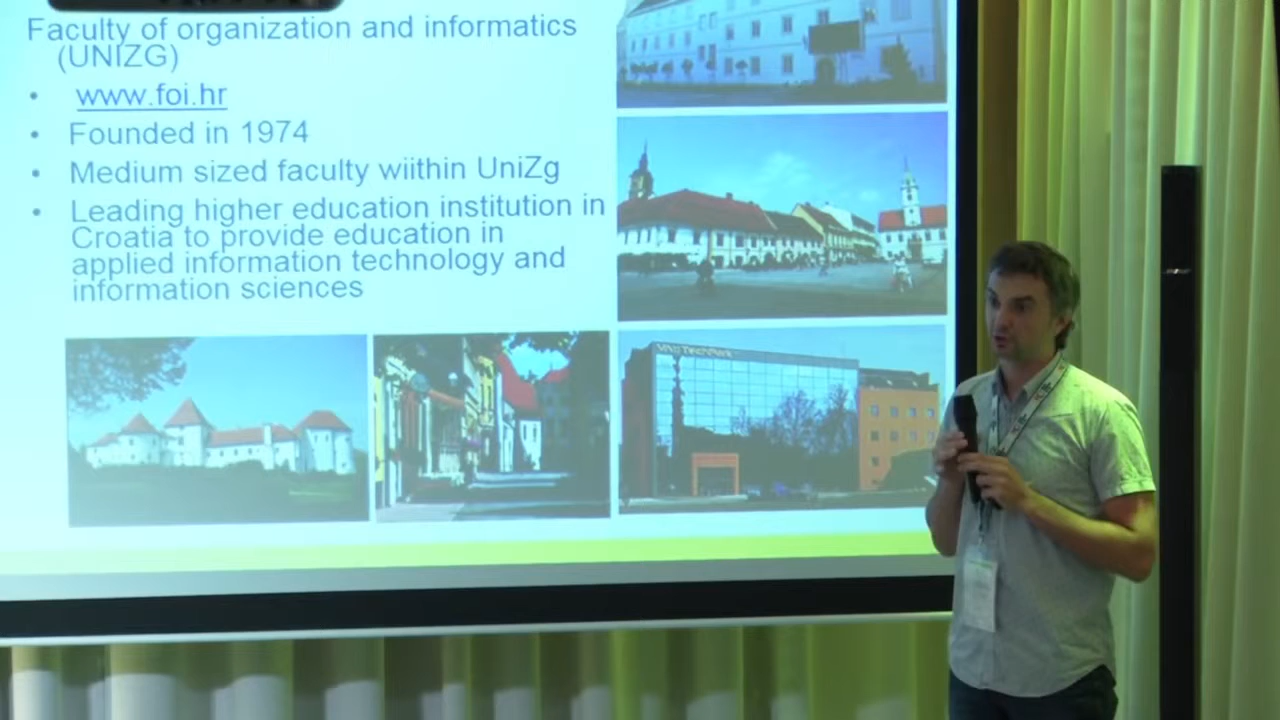 Faculty of organization and informatics
(UNIZG)
• www.foi.hr
• Founded in 1974
• Medium sized faculty wiithin UniZg
• Leading higher education institution in
Croatia to provide education in
applied information technology and
information sciences